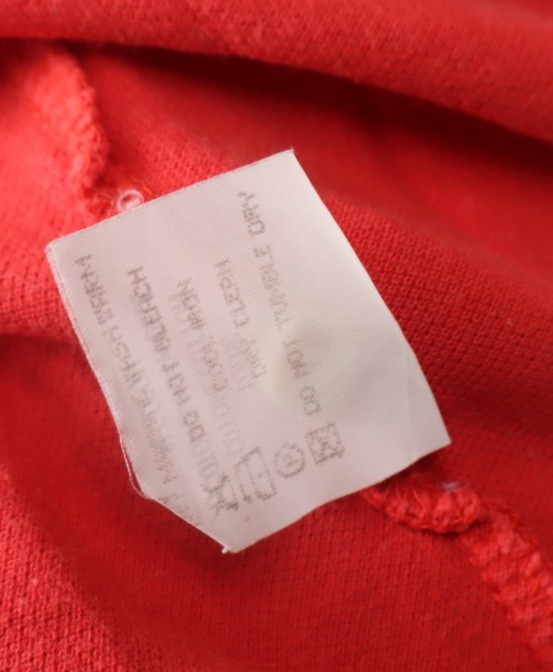 MACHINE WASH WARM
DO NOT BLEACH
COOL IRON
DRY CLEAN
DO NOT TUMBLE DRY